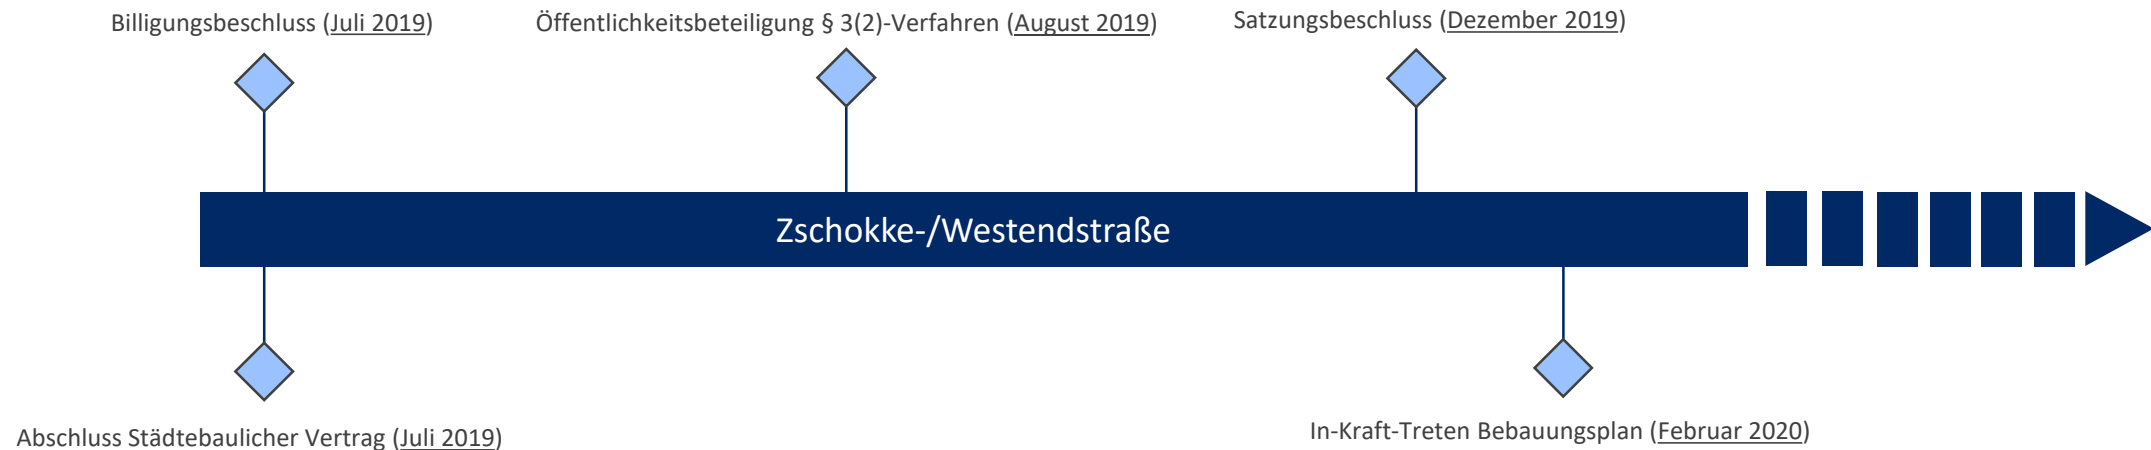 Billigungsbeschluss (Juli 2019)
Öffentlichkeitsbeteiligung § 3(2)-Verfahren (August 2019)
Satzungsbeschluss (Dezember 2019)
Zschokke-/Westendstraße
Abschluss Städtebaulicher Vertrag (Juli 2019)
In-Kraft-Treten Bebauungsplan (Februar 2020)